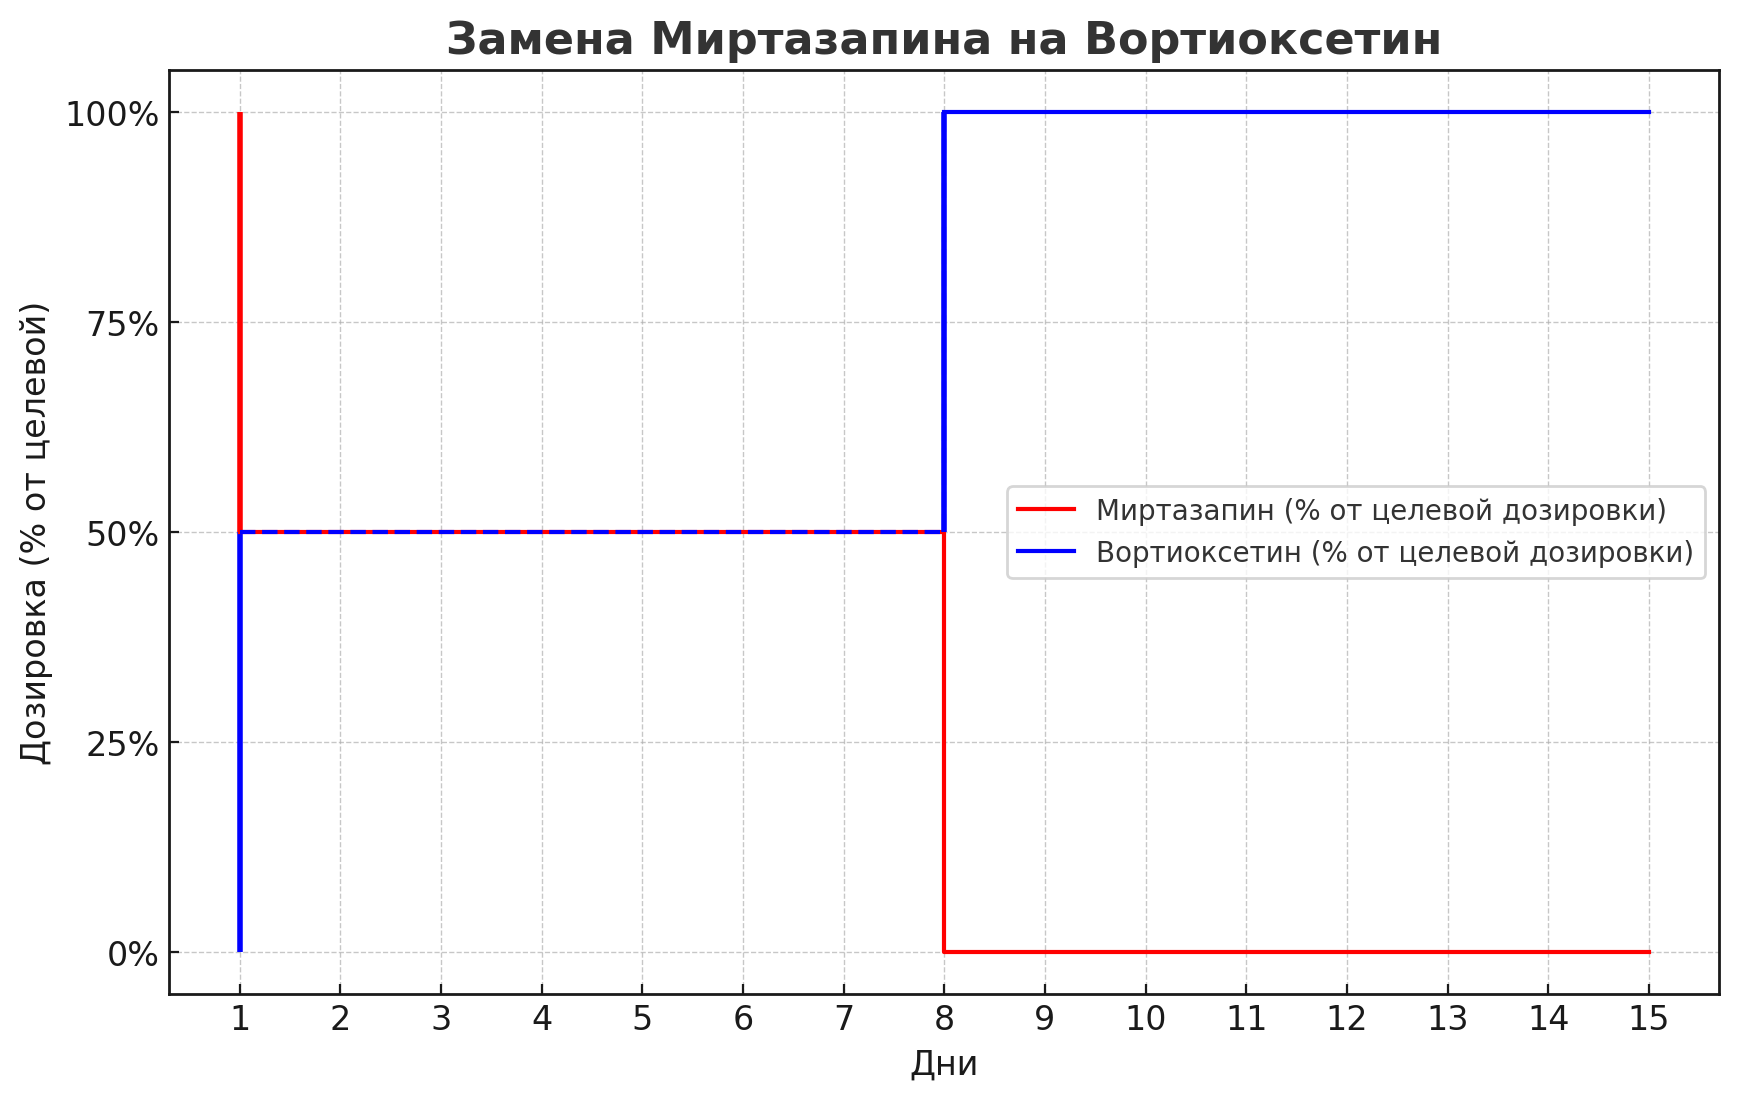 Замена Миртазапина на Вортиоксетин
Дозировка (% от целевой)
100%
75%
50%
25%
0%
Миртазапин (% от целевой дозировки)
Вортиоксетин (% от целевой дозировки)
1 2 3 4 5 6 7 8 9 10 11 12 13 14 15
Дни